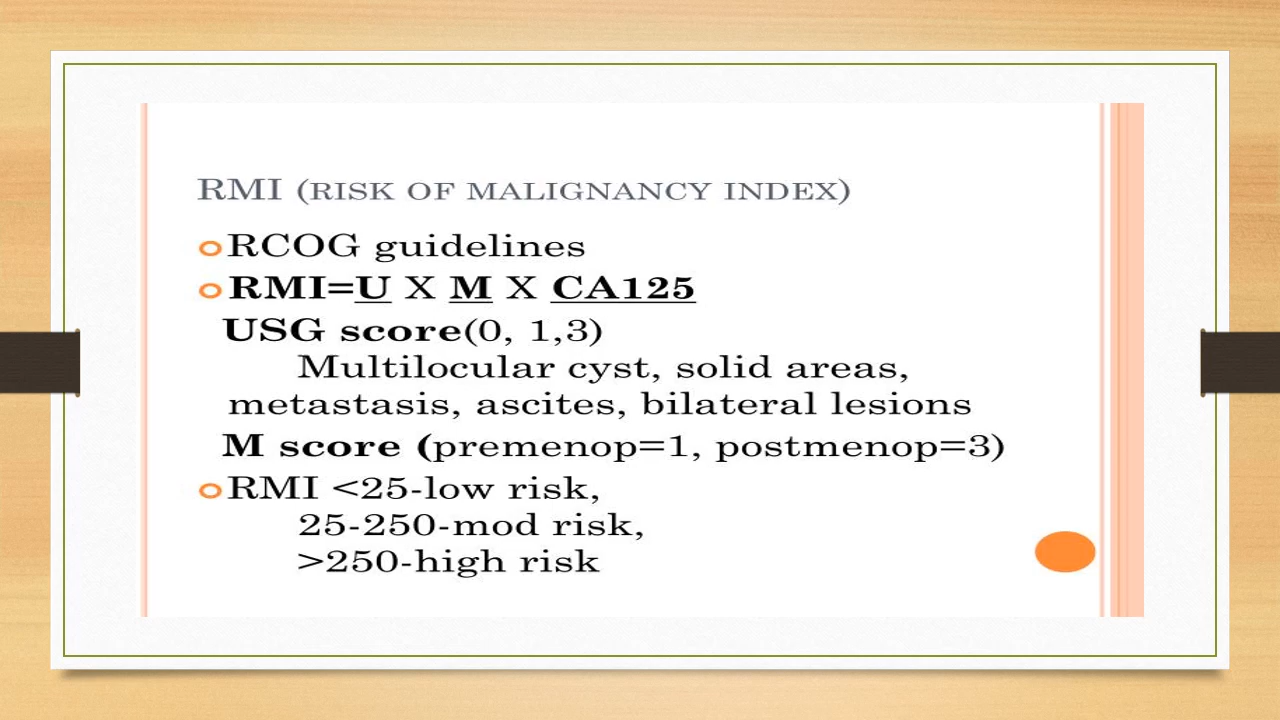 RMI (RISK OF MALIGNANCY INDEX)
RCOG guidelines
RMI=U X M X CA125
USG score(0, 1,3)
Multilocular cyst, solid areas,
metastasis, ascites, bilateral lesions
M score (premenop=1, postmenop=3)
RMI <25-low risk,
25-250-mod risk,
>250-high risk